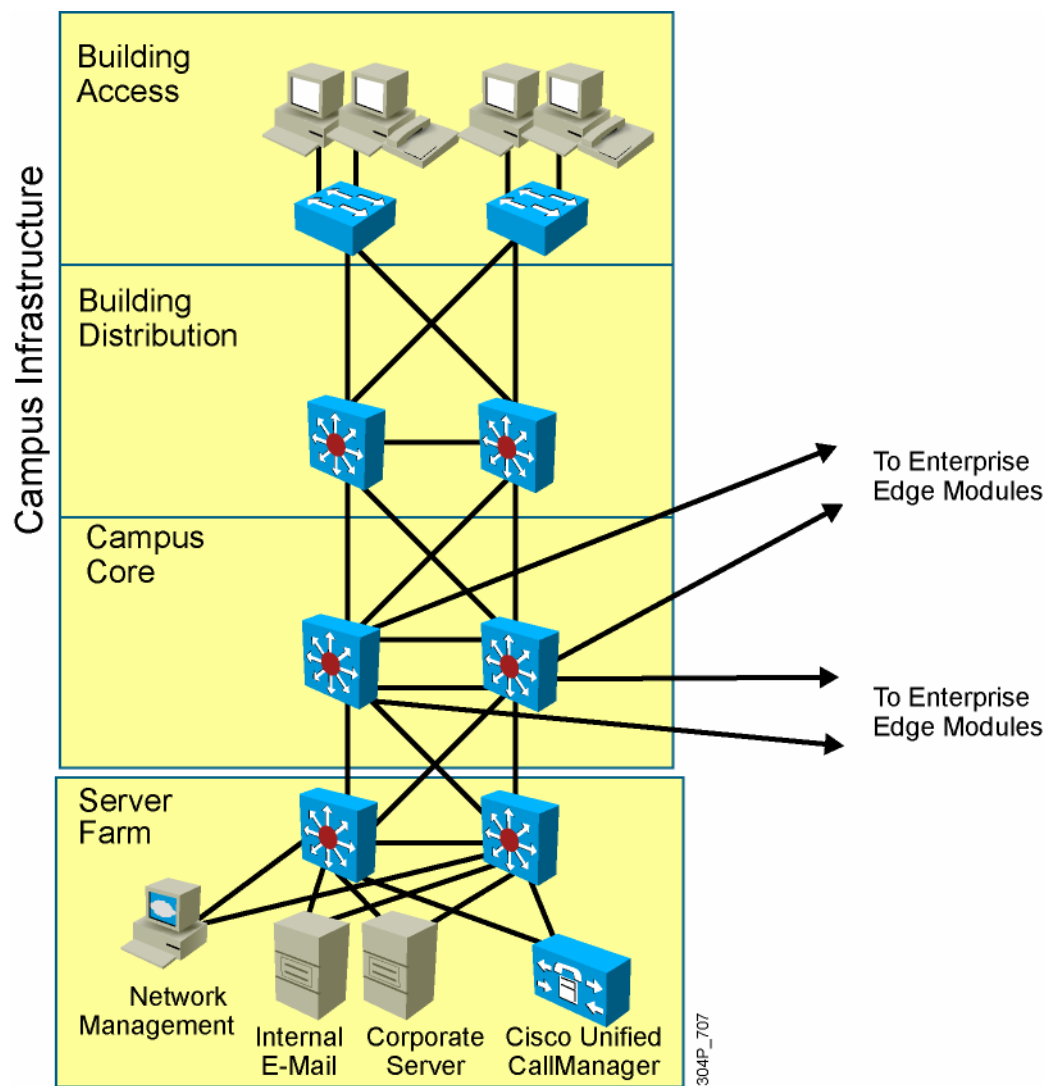 Campus Infrastructure
Building
Access
Building
Distribution
Campus
Core
To Enterprise
Edge Modules
To Enterprise
Edge Modules
Server
Farm
Network
Management
Internal
E-Mail
Corporate
Server
Cisco Unified
CallManager
304P_707